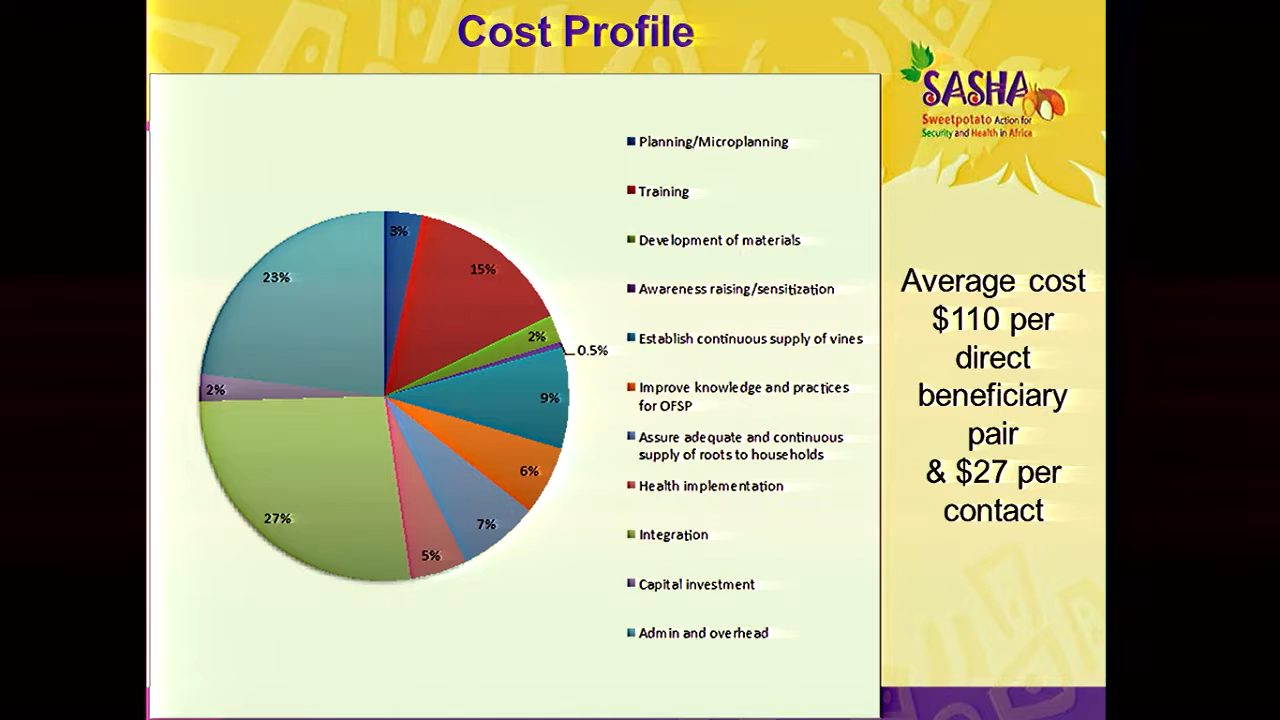 Cost Profile
SASHA
Sweetpotato Action for
Security and Health in Africa
3%
15%
2%
0.5%
9%
6%
7%
5%
27%
2%
23%
Planning/Microplanning
Training
Development of materials
Awareness raising/sensitization
Establish continuous supply of vines
Improve knowledge and practices
for OFSP
Assure adequate and continuous
supply of roots to households
Health implementation
Integration
Capital investment
Admin and overhead
Average cost
$110 per
direct
beneficiary
pair
& $27 per
contact